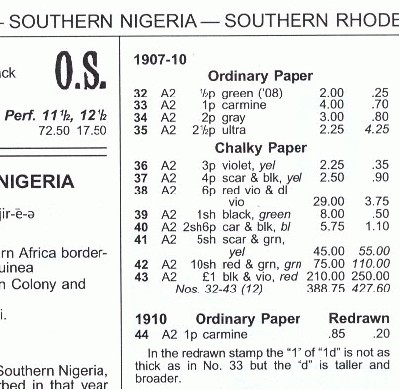 — SOUTHERN NIGERIA — SOUTHERN RHODE
ck
O.S.
Perf. 11½, 12½
72.50 17.50
NIGERIA
jir-ē-ə
rn Africa border-
uinea
n Colony and
i.
Southern Nigeria,
rbed in that year
1907-10
Ordinary Paper
32 A2 ½p green ('08) 2.00 .25
33 A2 1p carmine 4.00 .70
34 A2 2p gray 3.00 .80
35 A2 2½p ultra 2.25 4.25
Chalky Paper
36 A2 3p violet, yel 2.25 .35
37 A2 4p scar & blk, yel 2.50 .90
38 A2 6p red vio & dl
vio 29.00 3.75
39 A2 1sh black, green 8.00 .50
40 A2 2sh6p car & blk, bl 5.75 1.10
41 A2 5sh scar & grn,
yel 45.00 55.00
42 A2 10sh red & grn, grn 75.00 110.00
43 A2 £1 blk & vio, red 210.00 250.00
Nos. 32-43 (12) 388.75 427.60
1910 Ordinary Paper Redrawn
44 A2 1p carmine .85 .20
In the redrawn stamp the "1" of "1d" is not as
thick as in No. 33 but the "d" is taller and
broader.